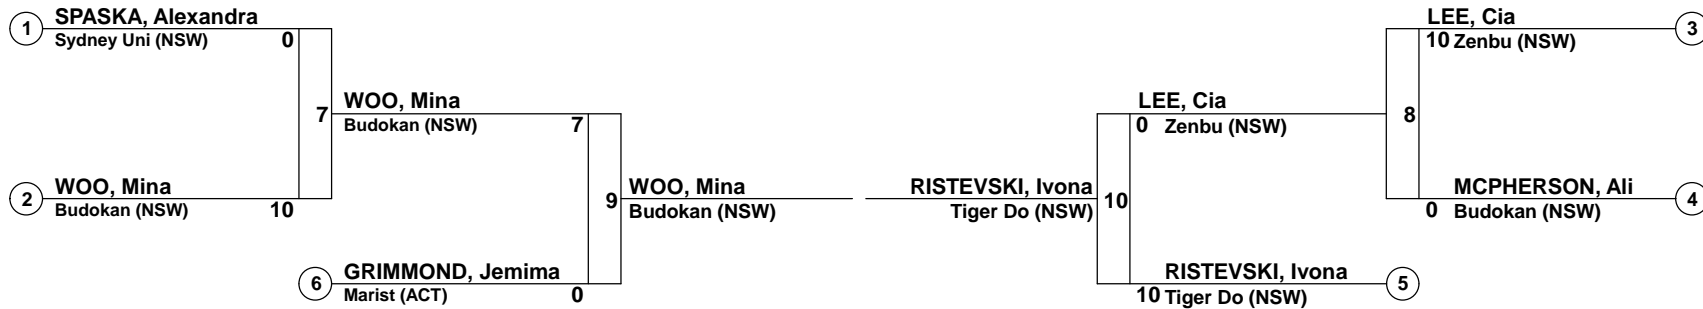 1 SPASKA, Alexandra
Sydney Uni (NSW) 0
7
WOO, Mina
Budokan (NSW) 7
2 WOO, Mina
Budokan (NSW) 10
9
WOO, Mina
Budokan (NSW)
6 GRIMMOND, Jemima
Marist (ACT) 0
LEE, Cia 3
10 Zenbu (NSW)
LEE, Cia
0 Zenbu (NSW)
8
RISTEVSKI, Ivona
Tiger Do (NSW)
10
MCPHERSON, Ali 4
0 Budokan (NSW)
RISTEVSKI, Ivona 5
10 Tiger Do (NSW)